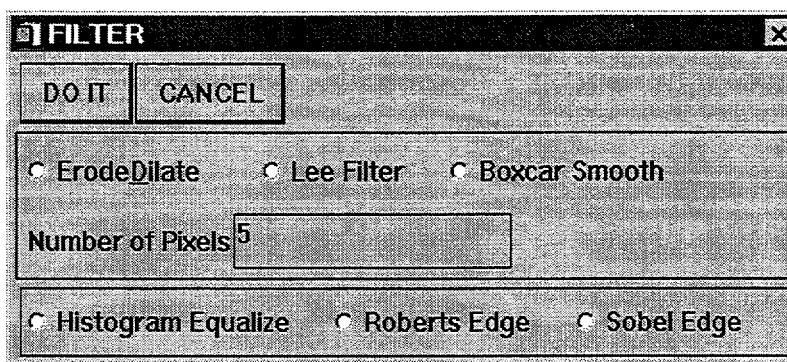 FILTER
DO IT CANCEL
ErodeDilate Lee Filter Boxcar Smooth
Number of Pixels 5
Histogram Equalize Roberts Edge Sobel Edge